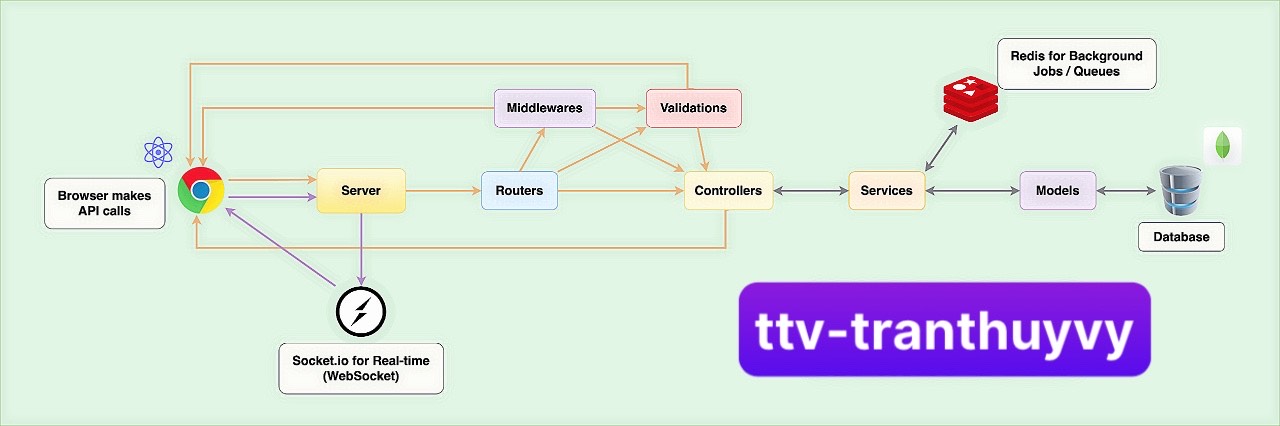 Redis for Background
Jobs / Queues
Middlewares
Validations
Browser makes
API calls
Server
Routers
Controllers
Services
Models
Database
Socket.io for Real-time
(WebSocket)
ttv-tranthuyvy